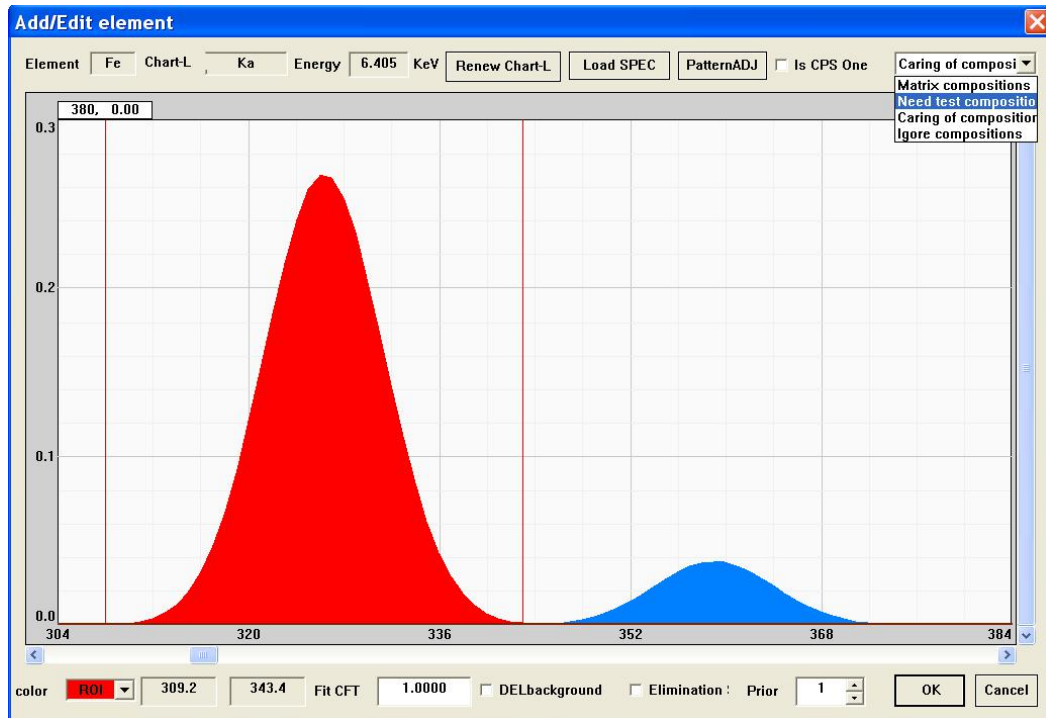 Add/Edit element
Element Fe Chart-L Ka Energy 6.405 KeV Renew Chart-L Load SPEC PatternADJ Is CPS One Caring of composi
Matrix compositions
Need test compositio
Caring of composition
Igore compositions
380, 0.00
0.3
0.2
0.1
0.0
304 320 336 352 368 384
color ROI 309.2 343.4 Fit CFT 1.0000 DELbackground Elimination Prior 1 OK Cancel